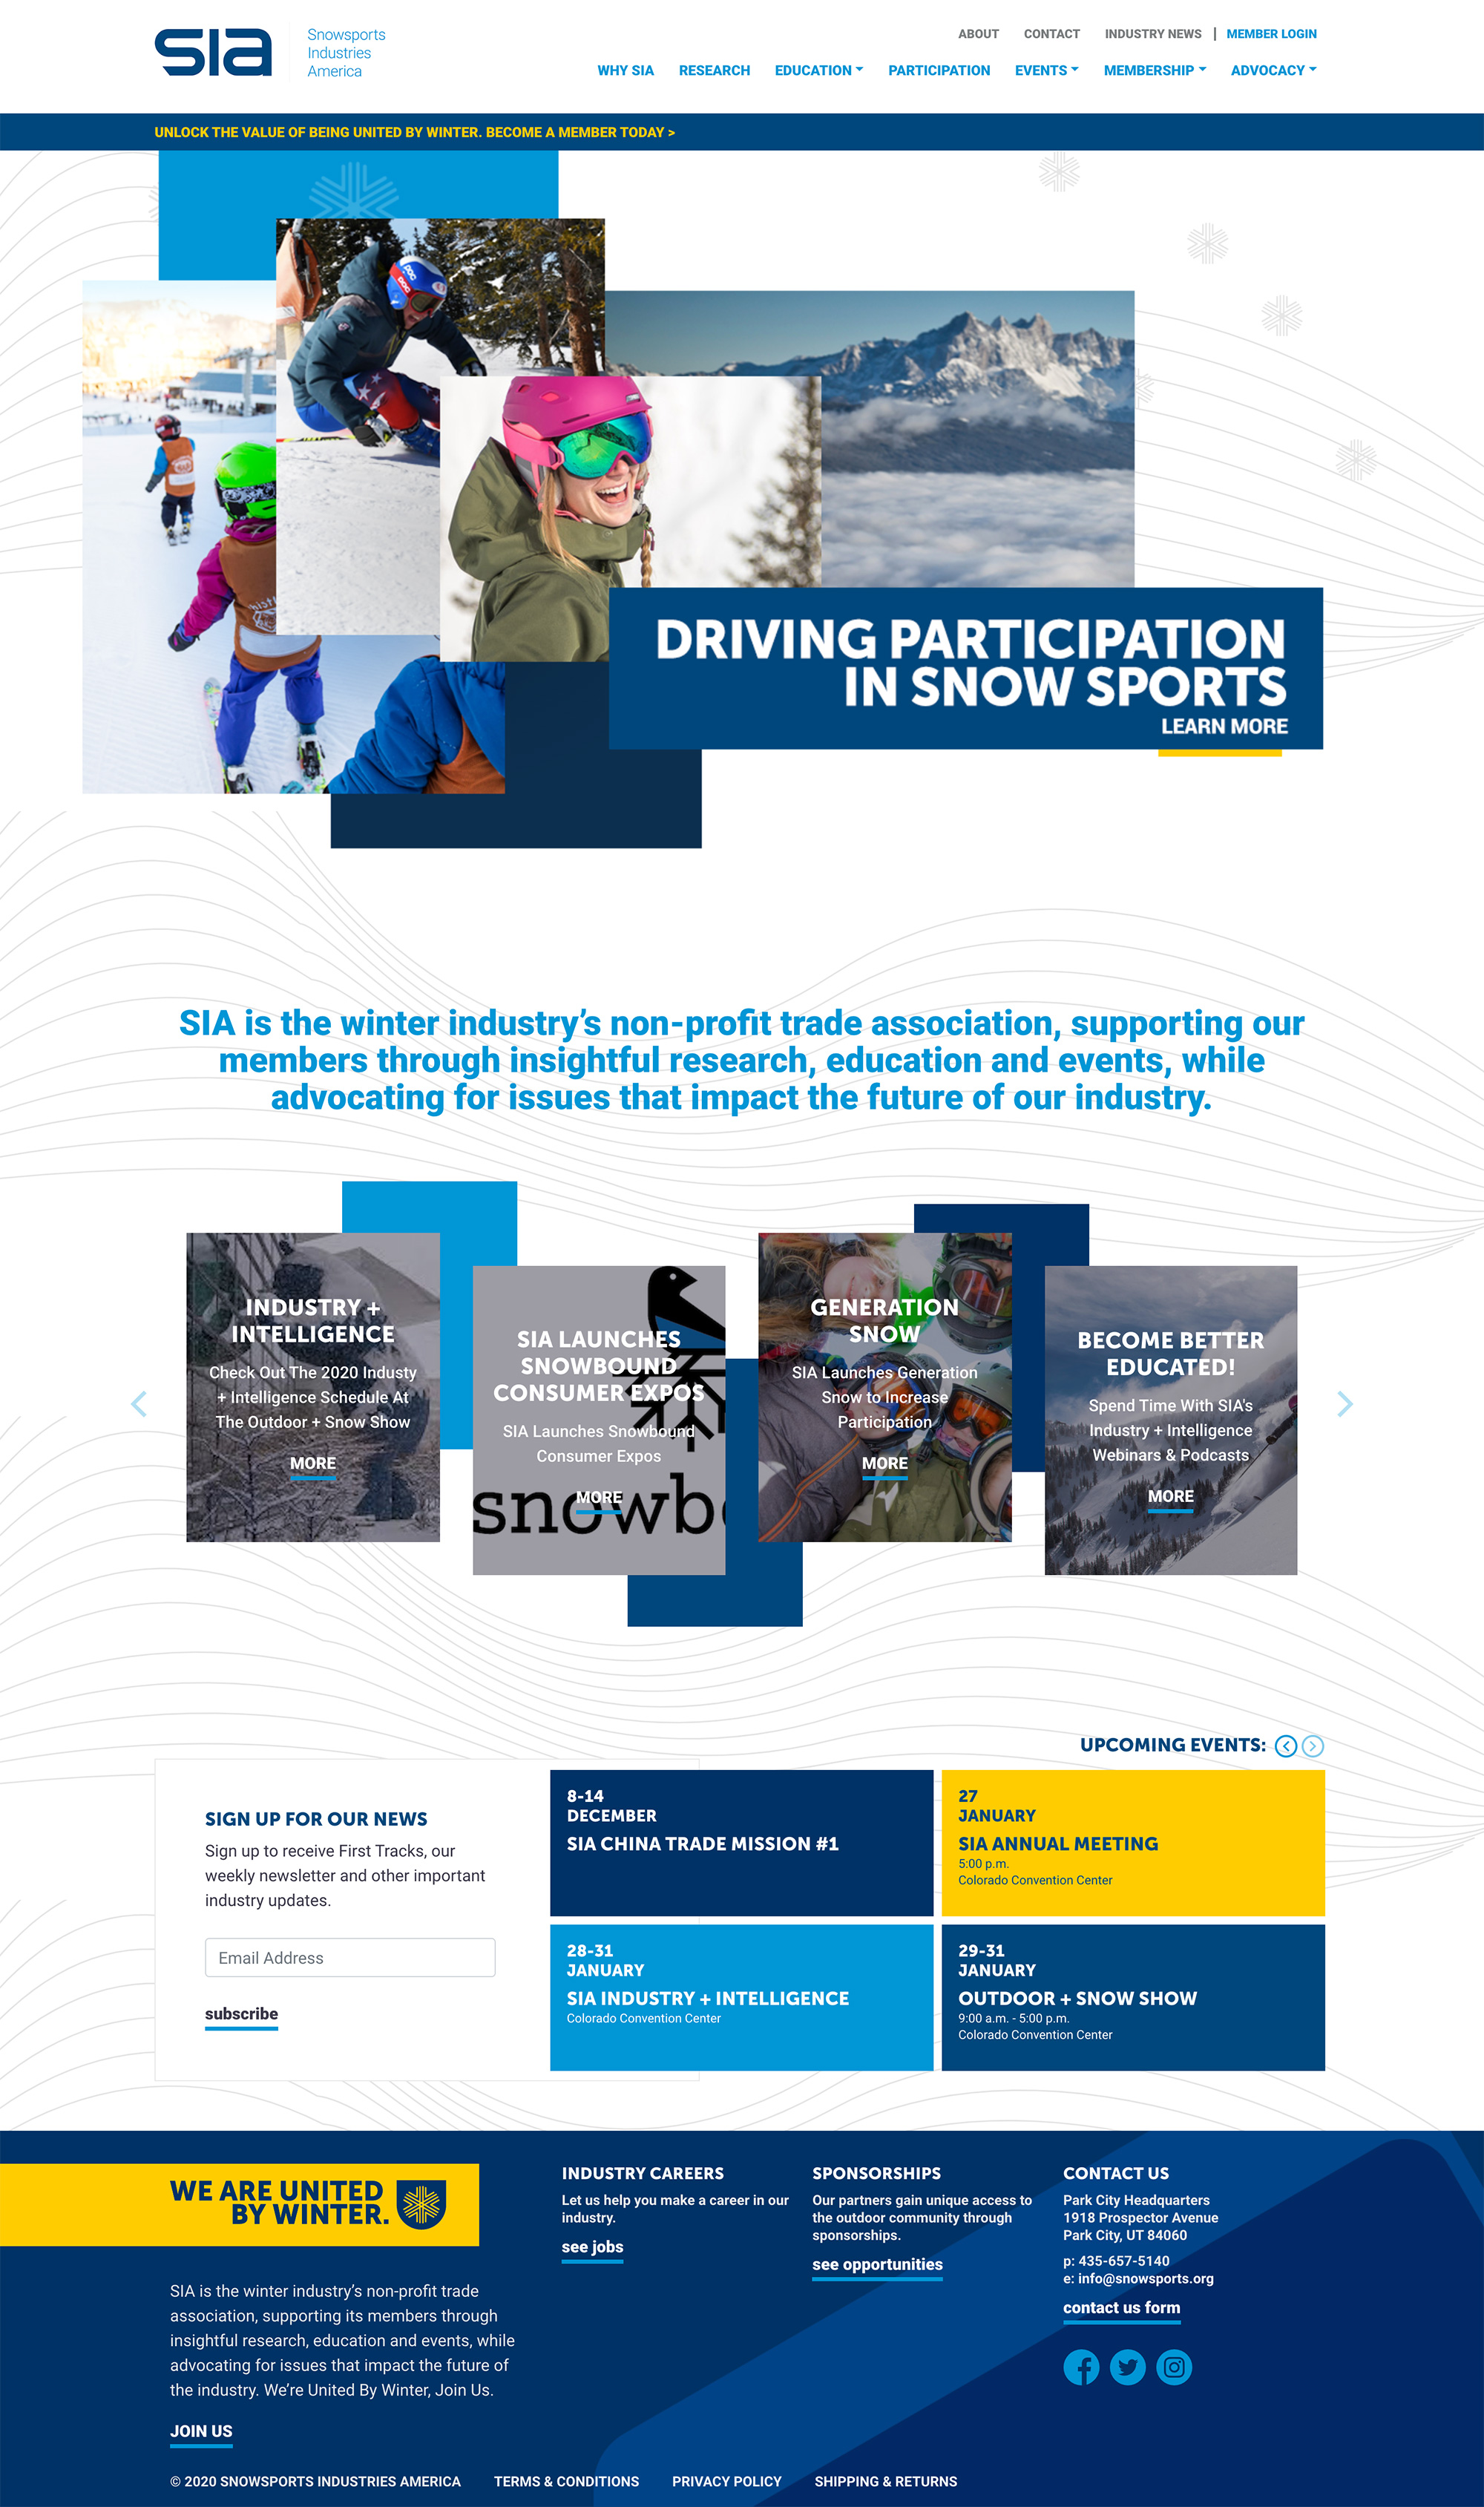 sia
Snowsports
Industries
America
ABOUT CONTACT INDUSTRY NEWS | MEMBER LOGIN
WHY SIA RESEARCH EDUCATION PARTICIPATION EVENTS MEMBERSHIP ADVOCACY
UNLOCK THE VALUE OF BEING UNITED BY WINTER. BECOME A MEMBER TODAY >
POC
DRIVING PARTICIPATION
IN SNOW SPORTS
LEARN MORE
SIA is the winter industry’s non-profit trade association, supporting our
members through insightful research, education and events, while
advocating for issues that impact the future of our industry.
INDUSTRY +
INTELLIGENCE
Check Out The 2020 Industy
+ Intelligence Schedule At
The Outdoor + Snow Show
MORE
SIA LAUNCHES
SNOWBOUND
CONSUMER EXPOS
SIA Launches Snowbound
Consumer Expos
MORE
snowbo
GENERATION
SNOW
SIA Launches Generation
Snow to Increase
Participation
MORE
BECOME BETTER
EDUCATED!
Spend Time With SIA's
Industry + Intelligence
Webinars & Podcasts
MORE
SIGN UP FOR OUR NEWS
Sign up to receive First Tracks, our
weekly newsletter and other important
industry updates.
Email Address
subscribe
UPCOMING EVENTS:
8-14
DECEMBER
SIA CHINA TRADE MISSION #1
27
JANUARY
SIA ANNUAL MEETING
5:00 p.m.
Colorado Convention Center
28-31
JANUARY
SIA INDUSTRY + INTELLIGENCE
Colorado Convention Center
29-31
JANUARY
OUTDOOR + SNOW SHOW
9:00 a.m. - 5:00 p.m.
Colorado Convention Center
WE ARE UNITED
BY WINTER.
SIA is the winter industry’s non-profit trade
association, supporting its members through
insightful research, education and events, while
advocating for issues that impact the future of
the industry. We’re United By Winter, Join Us.
JOIN US
INDUSTRY CAREERS
Let us help you make a career in our
industry.
see jobs
SPONSORSHIPS
Our partners gain unique access to
the outdoor community through
sponsorships.
see opportunities
CONTACT US
Park City Headquarters
1918 Prospector Avenue
Park City, UT 84060
p: 435-657-5140
e: info@snowsports.org
contact us form
© 2020 SNOWSPORTS INDUSTRIES AMERICA TERMS & CONDITIONS PRIVACY POLICY SHIPPING & RETURNS